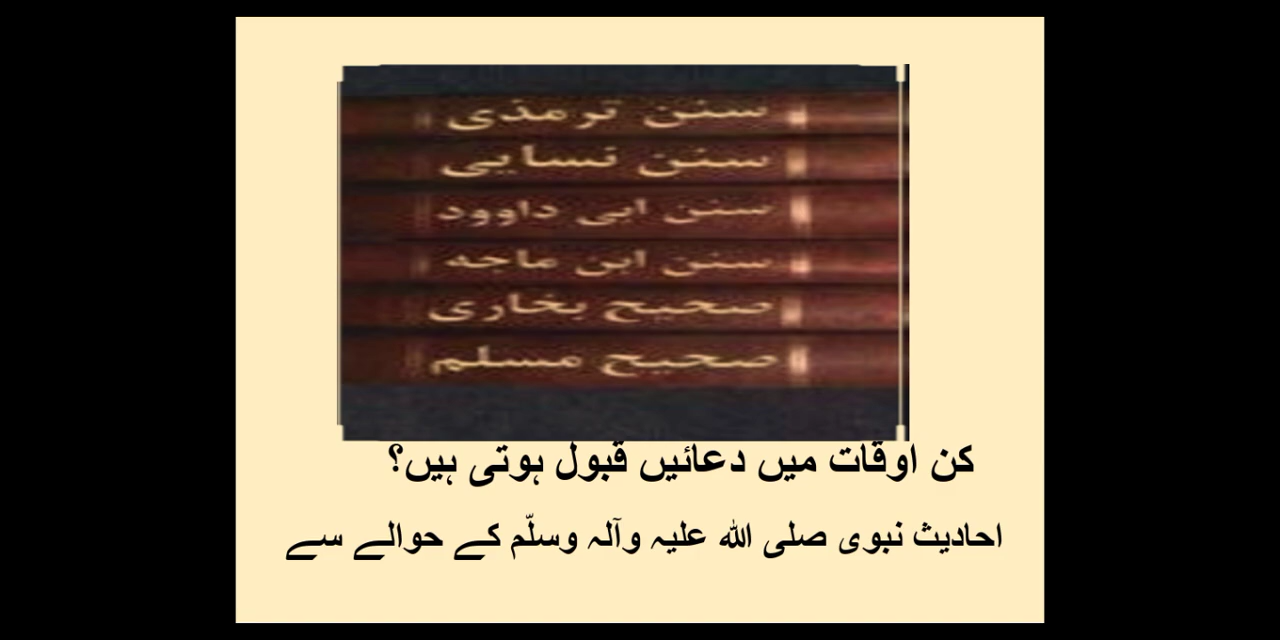 سنن ترمذی
سنن نسایی
سنن ابی داوود
سنن ابن ماجه
صحیح بخاری
صحیح مسلم
کن اوقات میں دعائیں قبول ہوتی ہیں؟
احادیث نبوی صلی اللہ علیہ وآلہ وسلّم کے حوالے سے